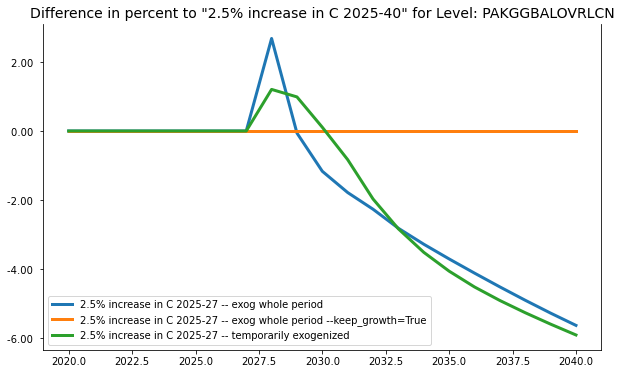 Difference in percent to "2.5% increase in C 2025-40" for Level: PAKGGBALOVRLCN
2.00
0.00
-2.00
-4.00
-6.00
2.5% increase in C 2025-27 -- exog whole period
2.5% increase in C 2025-27 -- exog whole period --keep_growth=True
2.5% increase in C 2025-27 -- temporarily exogenized
2020.0 2022.5 2025.0 2027.5 2030.0 2032.5 2035.0 2037.5 2040.0